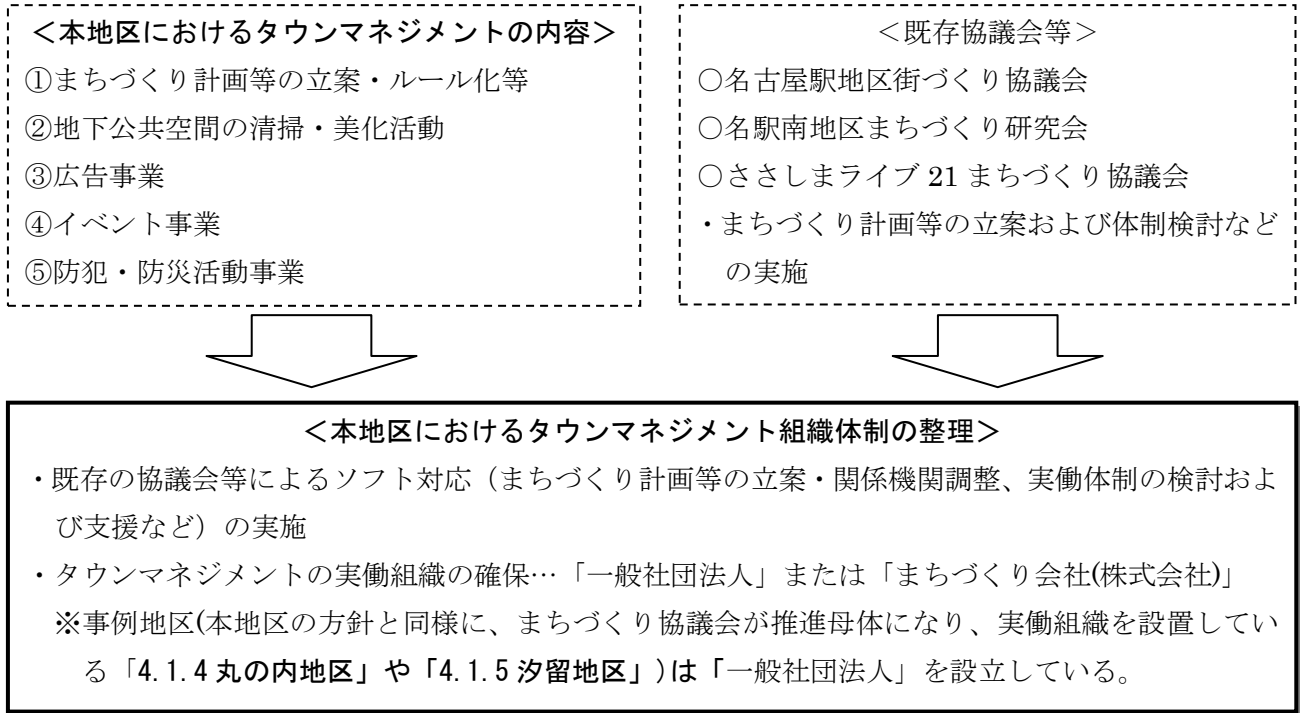 ＜本地区におけるタウンマネジメントの内容＞
①まちづくり計画等の立案・ルール化等
②地下公共空間の清掃・美化活動
③広告事業
④イベント事業
⑤防犯・防災活動事業
＜既存協議会等＞
○名古屋駅地区街づくり協議会
○名駅南地区まちづくり研究会
○ささしまライブ 21 まちづくり協議会
・まちづくり計画等の立案および体制検討など
の実施
＜本地区におけるタウンマネジメント組織体制の整理＞
・既存の協議会等によるソフト対応（まちづくり計画等の立案・関係機関調整、実働体制の検討およ
び支援など）の実施
・タウンマネジメントの実働組織の確保…「一般社団法人」または「まちづくり会社(株式会社)」
※事例地区(本地区の方針と同様に、まちづくり協議会が推進母体になり、実働組織を設置してい
る「4.1.4 丸の内地区」や「4.1.5 汐留地区」)は「一般社団法人」を設立している。